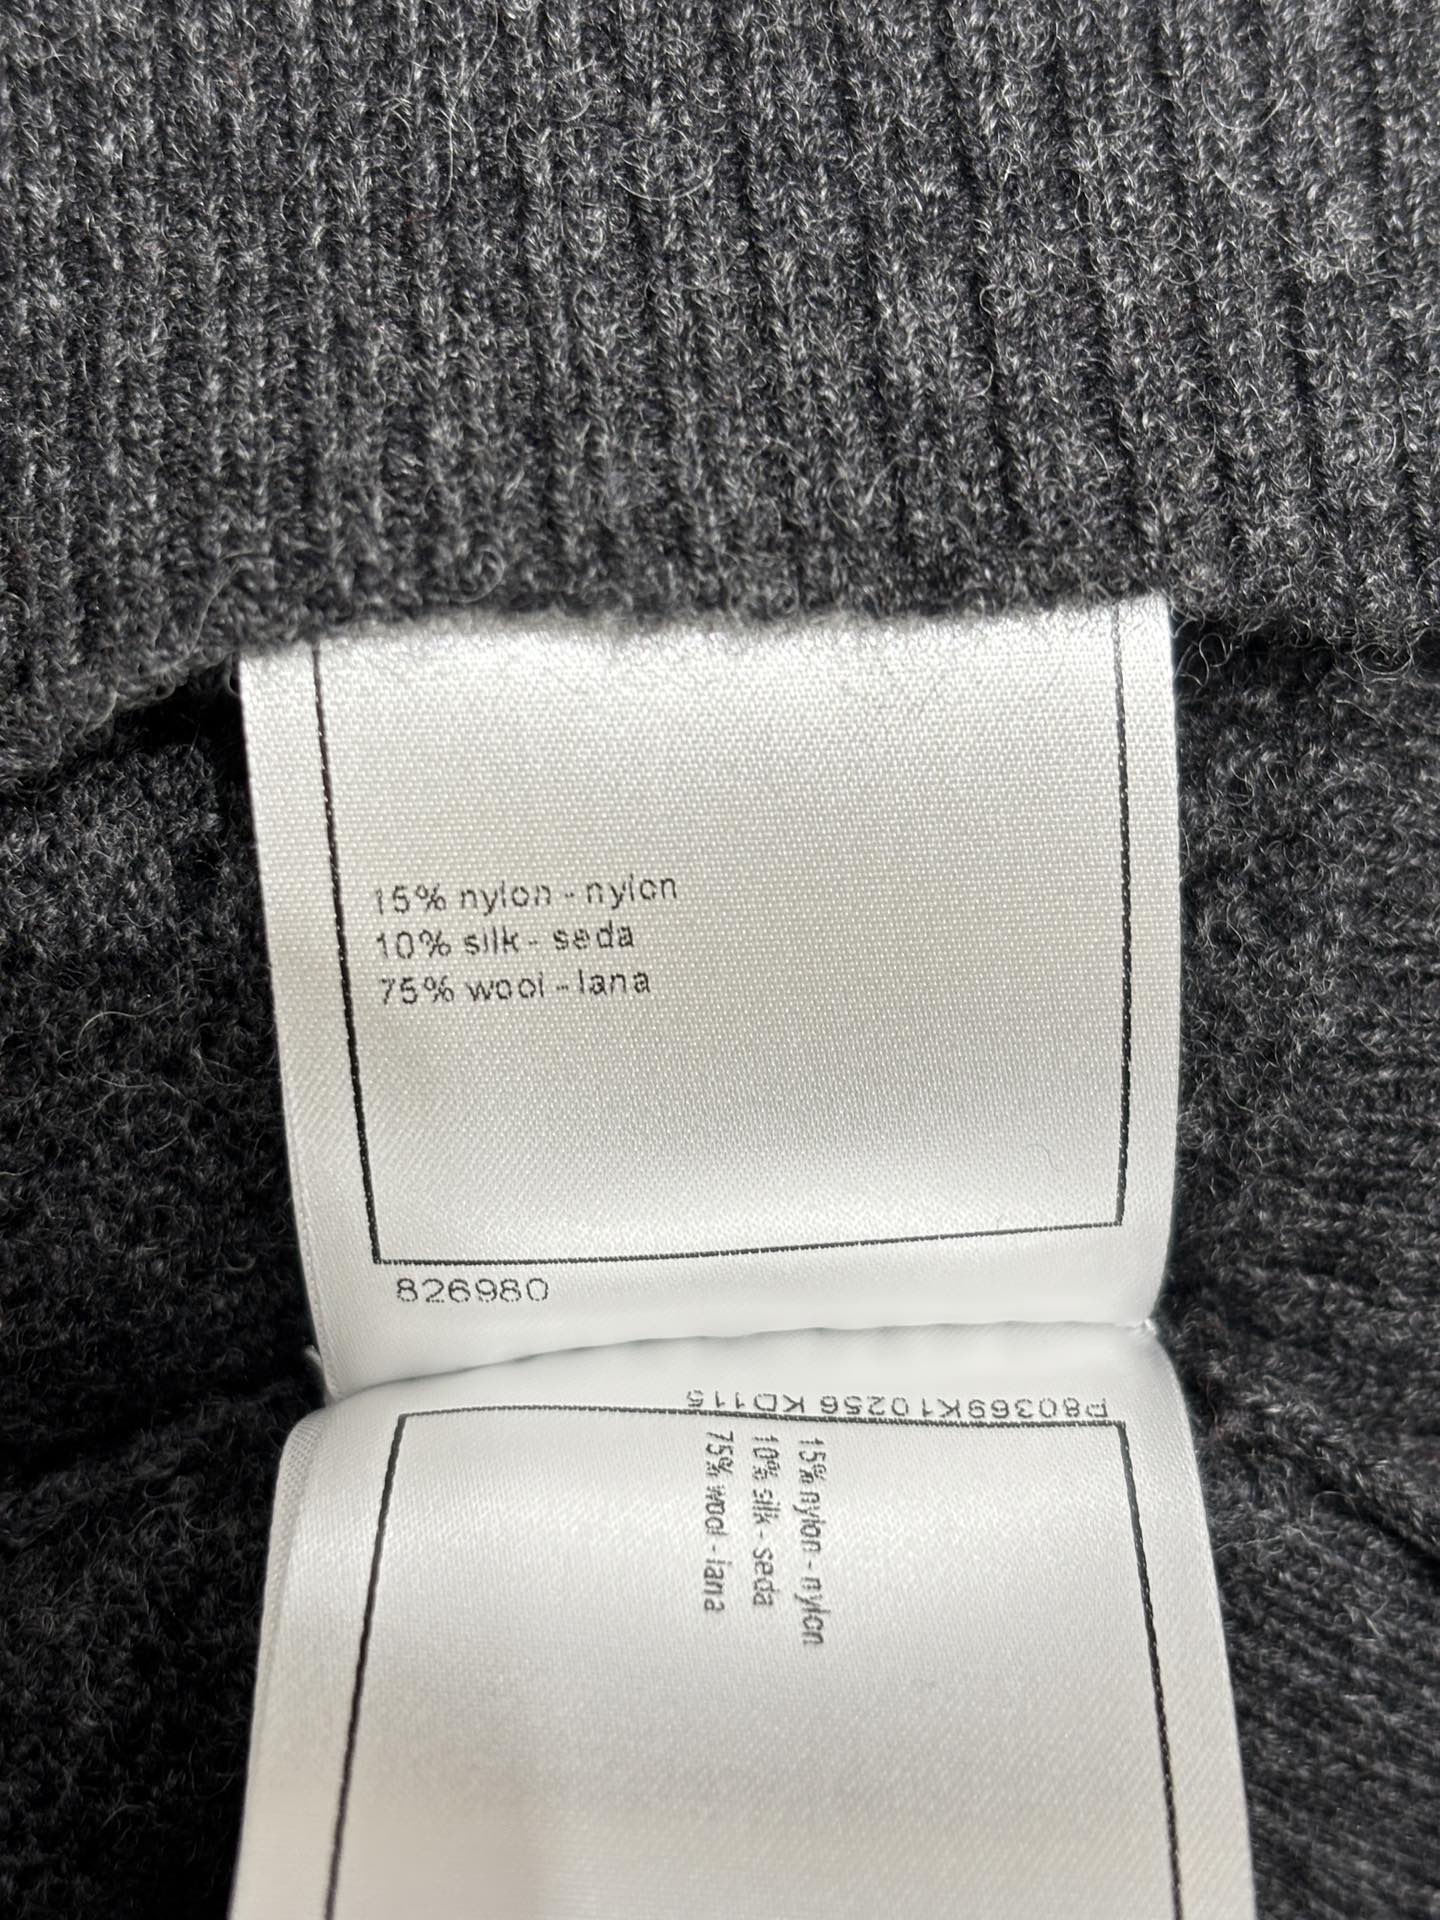 15% nylon - nylon
10% silk - seda
75% wool - lana
826980
P80369K10256 KD115
15% nylon - nylon
10% silk - seda
75% wool - lana